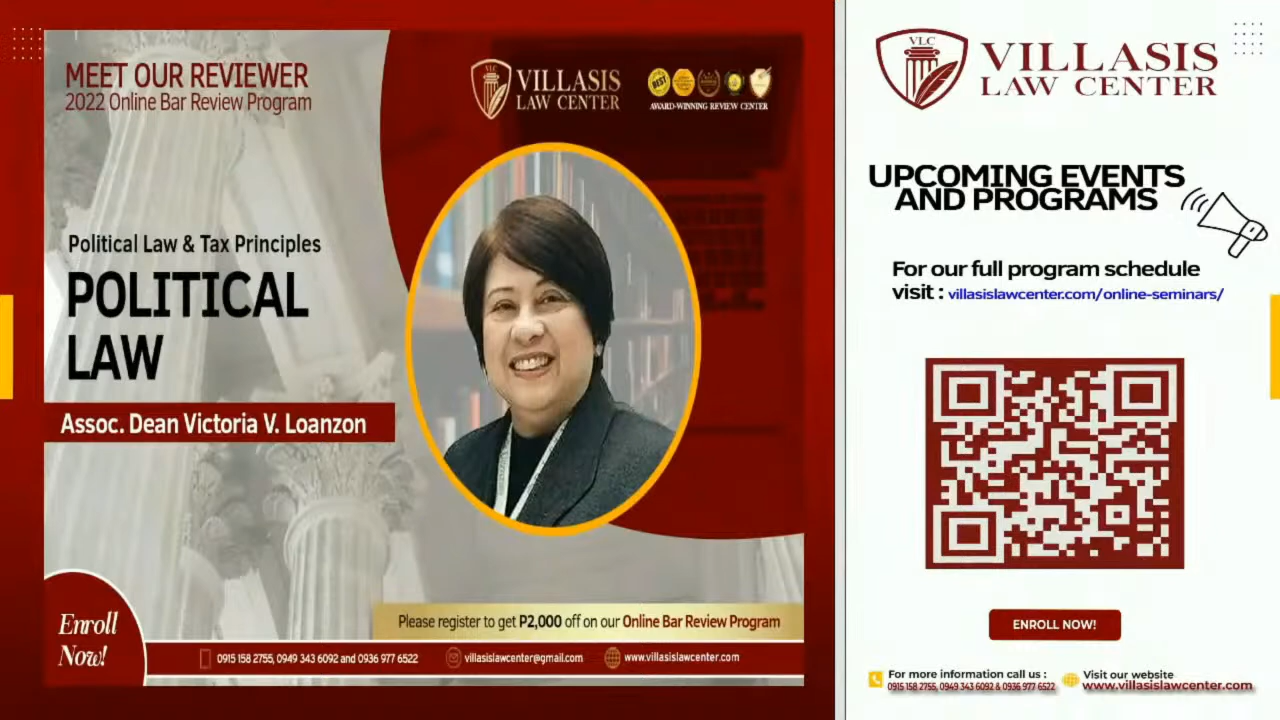 MEET OUR REVIEWER
2022 Online Bar Review Program
VLC
VILLASIS
LAW CENTER
BEST
AWARD-WINNING REVIEW CENTER
Political Law & Tax Principles
POLITICAL
LAW
Assoc. Dean Victoria V. Loanzon
Enroll
Now!
Please register to get P2,000 off on our Online Bar Review Program
0915 158 2755, 0949 343 6092 and 0936 977 6522
villasislawcenter@gmail.com
www.villasislawcenter.com
VLC
VILLASIS
LAW CENTER
UPCOMING EVENTS
AND PROGRAMS
For our full program schedule
visit : villasislawcenter.com/online-seminars/
ENROLL NOW!
For more information call us :
0915 158 2755, 0949 343 6092 & 0936 977 6522
Visit our website
www.villasislawcenter.com